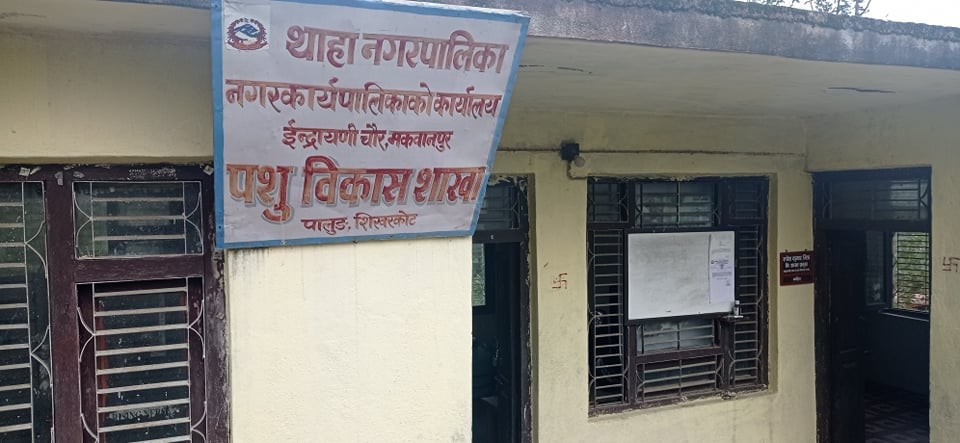 थाहा नगरपालिका
नगरकार्यपालिकाको कार्यालय
ईन्द्रायणी चौर,मकवानपुर
पशु विकास शाखा
पालुङ, शिखरकोट